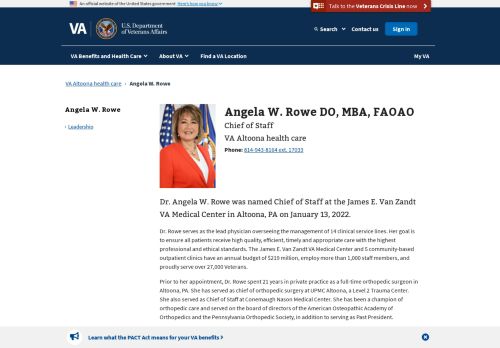 An official website of the United States government Here's how you know
Talk to the Veterans Crisis Line now
VA
U.S. Department
of Veterans Affairs
Search
Contact us
Sign in
VA Benefits and Health Care
About VA
Find a VA Location
My VA
VA Altoona health care › Angela W. Rowe
Angela W. Rowe
Leadership
Angela W. Rowe DO, MBA, FAOAO
Chief of Staff
VA Altoona health care
Phone: 814-943-8164 ext. 17033
Dr. Angela W. Rowe was named Chief of Staff at the James E. Van Zandt
VA Medical Center in Altoona, PA on January 13, 2022.
Dr. Rowe serves as the lead physician overseeing the management of 14 clinical service lines. Her goal is
to ensure all patients receive high quality, efficient, timely and appropriate care with the highest
professional and ethical standards. The James E. Van Zandt VA Medical Center and 5 community-based
outpatient clinics have an annual budget of $219 million, employ more than 1,000 staff members, and
proudly serve over 27,000 Veterans.
Prior to her appointment, Dr. Rowe spent 21 years in private practice as a full-time orthopedic surgeon in
Altoona, PA. She has served as chief of orthopedic surgery at UPMC Altoona, a Level 2 Trauma Center.
She also served as Chief of Staff at Conemaugh Nason Medical Center. She has been a champion of
orthopedic care and served on the board of directors of the American Osteopathic Academy of
Orthopedics and the Pennsylvania Orthopedic Society, in addition to serving as Past President.
Learn what the PACT Act means for your VA benefits